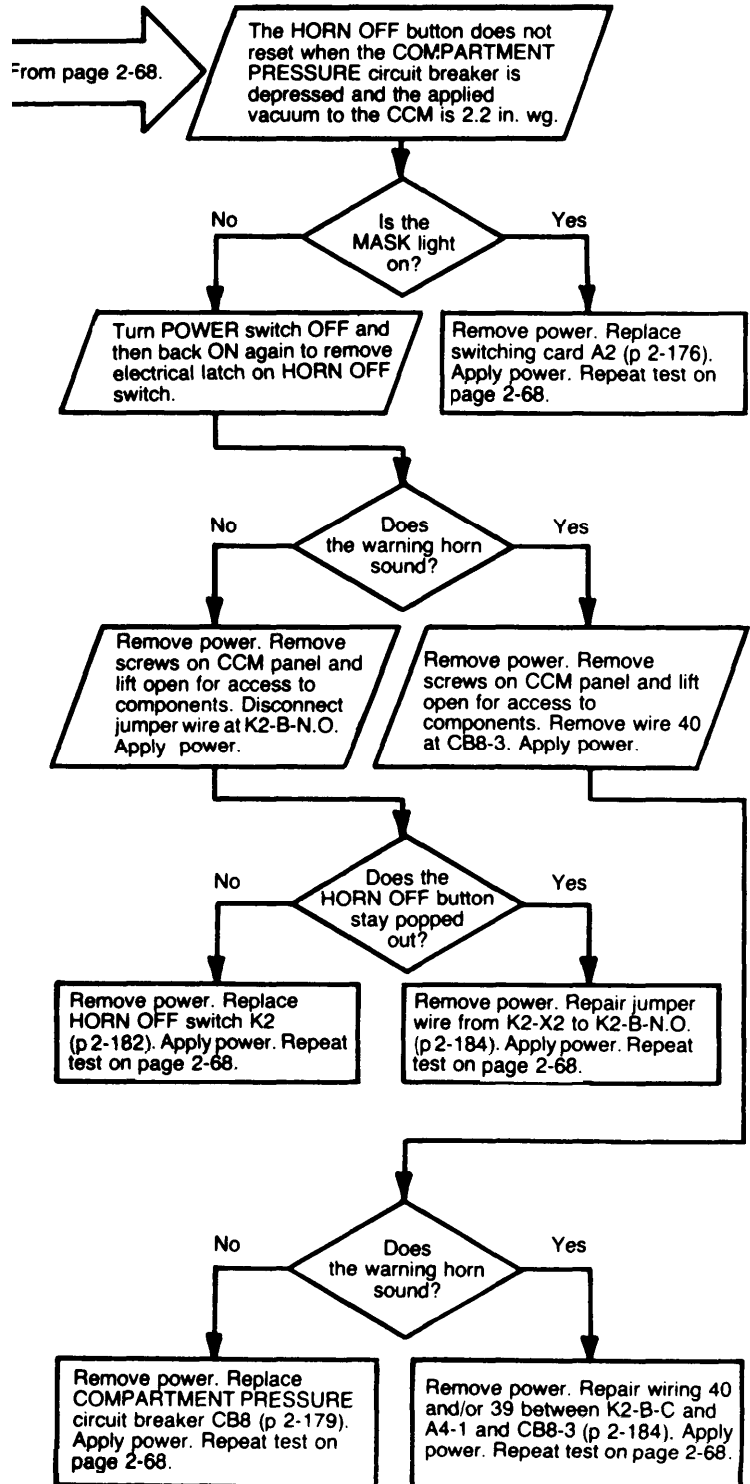 From page 2-68.
The HORN OFF button does not
reset when the COMPARTMENT
PRESSURE circuit breaker is
depressed and the applied
vacuum to the CCM is 2.2 in. wg.
Is the
MASK light
on?
No
Yes
Turn POWER switch OFF and
then back ON again to remove
electrical latch on HORN OFF
switch.
Remove power. Replace
switching card A2 (p 2-176).
Apply power. Repeat test on
page 2-68.
Does
the warning horn
sound?
No
Yes
Remove power. Remove
screws on CCM panel and
lift open for access to
components. Disconnect
jumper wire at K2-B-N.O.
Apply power.
Remove power. Remove
screws on CCM panel and lift
open for access to
components. Remove wire 40
at CB8-3. Apply power.
Does the
HORN OFF button
stay popped
out?
No
Yes
Remove power. Replace
HORN OFF switch K2
(p 2-182). Apply power. Repeat
test on page 2-68.
Remove power. Repair jumper
wire from K2-X2 to K2-B-N.O.
(p 2-184). Apply power. Repeat
test on page 2-68.
Does
the warning horn
sound?
No
Yes
Remove power. Replace
COMPARTMENT PRESSURE
circuit breaker CB8 (p 2-179).
Apply power. Repeat test on
page 2-68.
Remove power. Repair wiring 40
and/or 39 between K2-B-C and
A4-1 and CB8-3 (p 2-184). Apply
power. Repeat test on page 2-68.